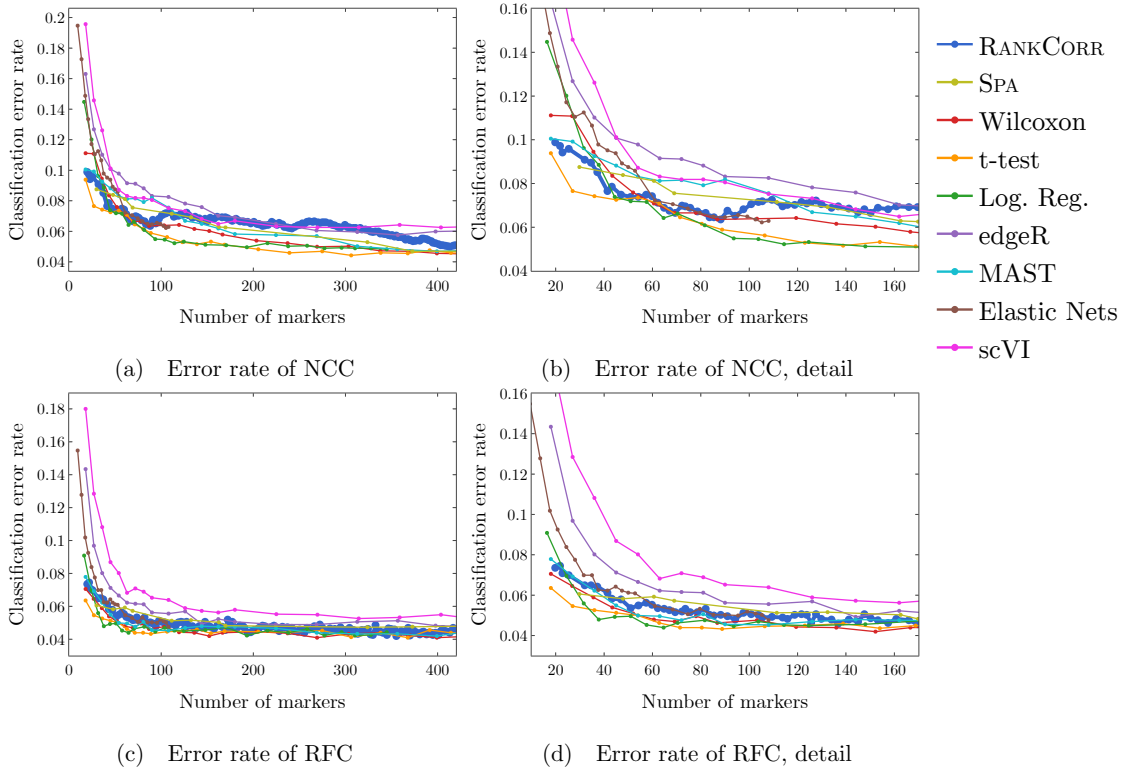 Classification error rate
0.2
0.18
0.16
0.14
0.12
0.1
0.08
0.06
0.04
0
100
200
300
400
Number of markers
(a) Error rate of NCC
Classification error rate
0.16
0.14
0.12
0.1
0.08
0.06
0.04
20
40
60
80
100
120
140
160
Number of markers
(b) Error rate of NCC, detail
RANKCORR
SPA
Wilcoxon
t-test
Log. Reg.
edgeR
MAST
Elastic Nets
scVI
Classification error rate
0.18
0.16
0.14
0.12
0.1
0.08
0.06
0.04
0
100
200
300
400
Number of markers
(c) Error rate of RFC
Classification error rate
0.16
0.14
0.12
0.1
0.08
0.06
0.04
20
40
60
80
100
120
140
160
Number of markers
(d) Error rate of RFC, detail